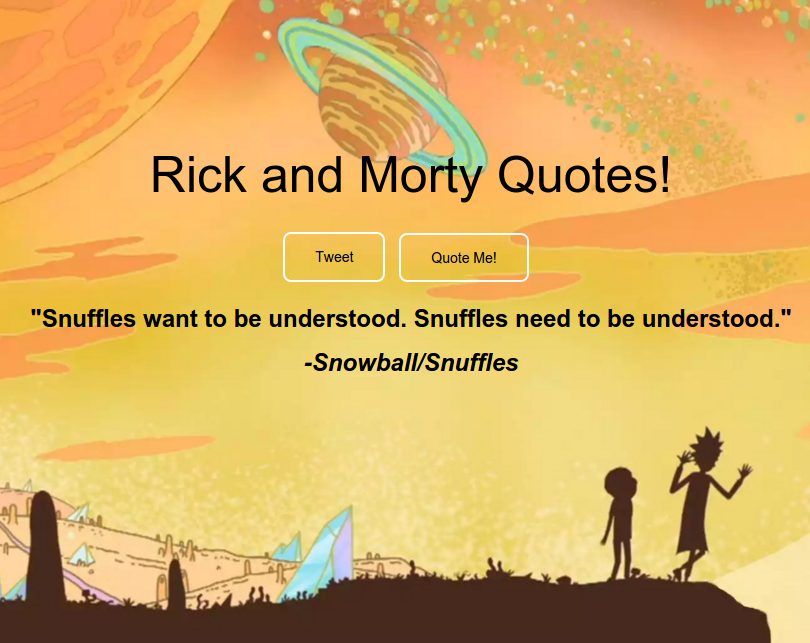 Rick and Morty Quotes!
Tweet
Quote Me!
"Snuffles want to be understood. Snuffles need to be understood."
-Snowball/Snuffles